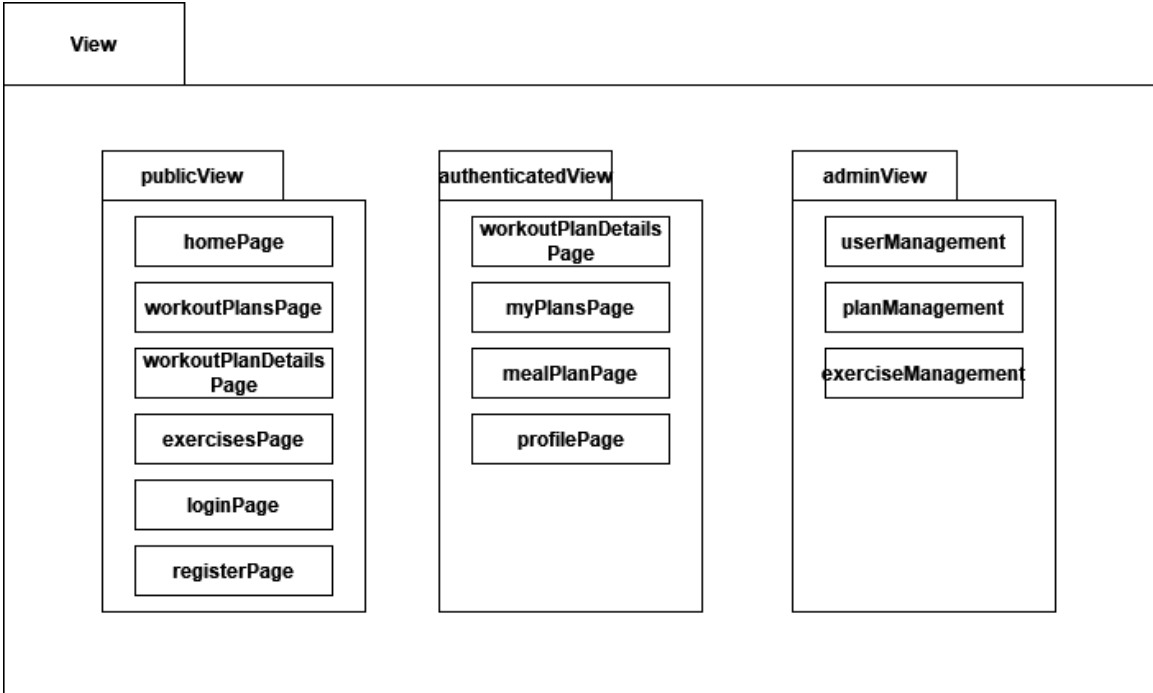 View
publicView
homePage
workoutPlansPage
workoutPlanDetails
Page
exercisesPage
loginPage
registerPage
authenticatedView
workoutPlanDetails
Page
myPlansPage
mealPlanPage
profilePage
adminView
userManagement
planManagement
exerciseManagement